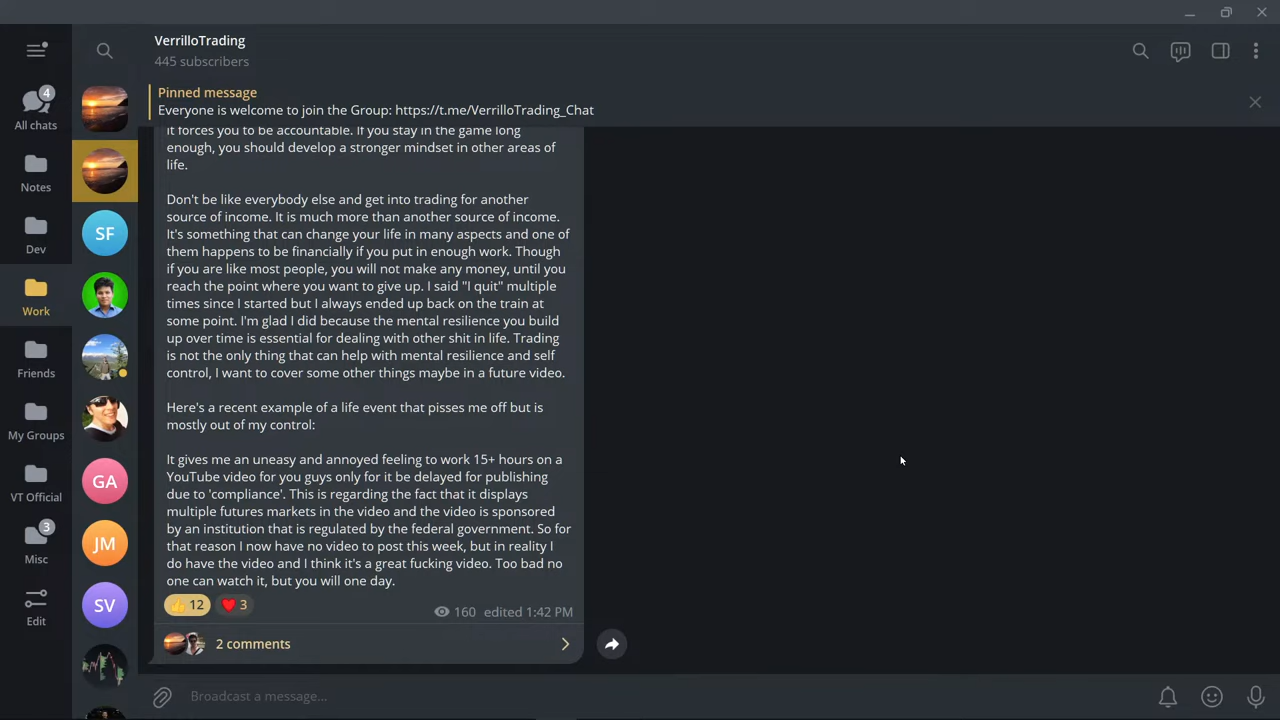 VerrilloTrading
445 subscribers
Pinned message
Everyone is welcome to join the Group: https://t.me/VerrilloTrading_Chat
4
All chats
Notes
Dev
Work
Friends
My Groups
VT Official
3
Misc
Edit
SF
GA
JM
SV
it forces you to be accountable. If you stay in the game long
enough, you should develop a stronger mindset in other areas of
life.
Don't be like everybody else and get into trading for another
source of income. It is much more than another source of income.
It's something that can change your life in many aspects and one of
them happens to be financially if you put in enough work. Though
if you are like most people, you will not make any money, until you
reach the point where you want to give up. I said "I quit" multiple
times since I started but I always ended up back on the train at
some point. I'm glad I did because the mental resilience you build
up over time is essential for dealing with other shit in life. Trading
is not the only thing that can help with mental resilience and self
control, I want to cover some other things maybe in a future video.
Here's a recent example of a life event that pisses me off but is
mostly out of my control:
It gives me an uneasy and annoyed feeling to work 15+ hours on a
YouTube video for you guys only for it be delayed for publishing
due to 'compliance'. This is regarding the fact that it displays
multiple futures markets in the video and the video is sponsored
by an institution that is regulated by the federal government. So for
that reason I now have no video to post this week, but in reality I
do have the video and I think it's a great fucking video. Too bad no
one can watch it, but you will one day.
12
3
160 edited 1:42 PM
2 comments
Broadcast a message...